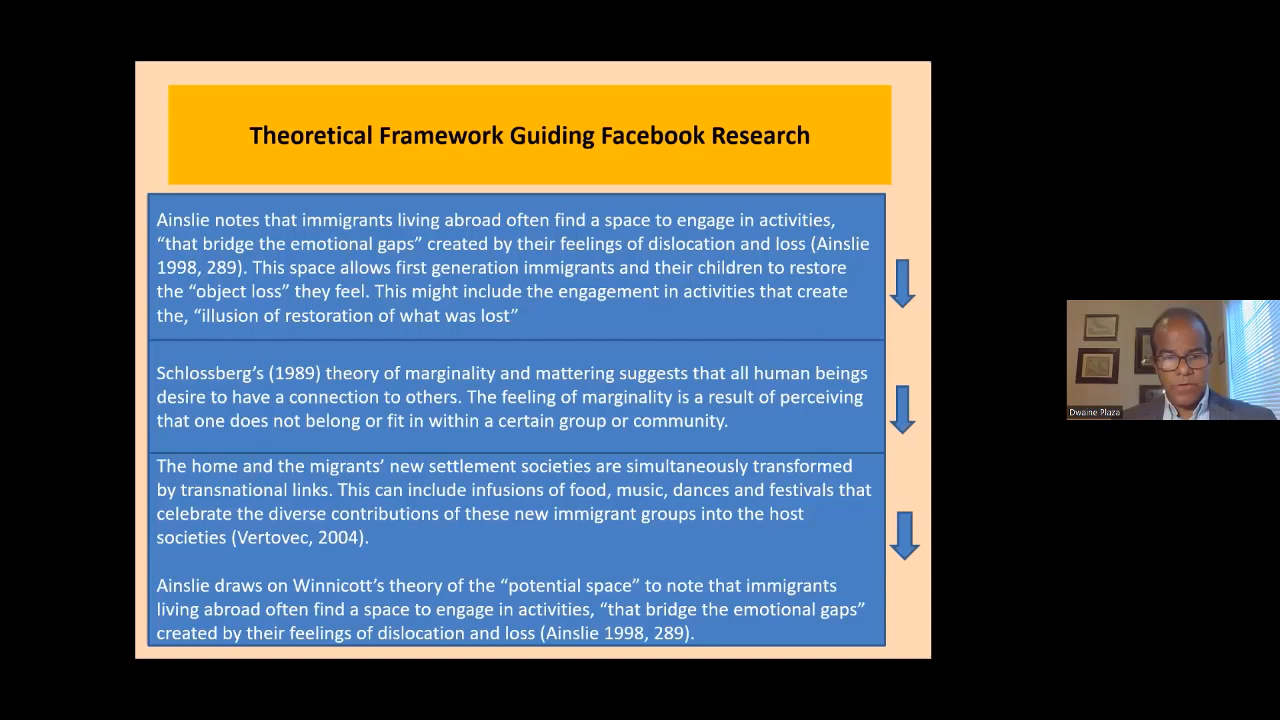 Theoretical Framework Guiding Facebook Research
Ainslie notes that immigrants living abroad often find a space to engage in activities,
“that bridge the emotional gaps” created by their feelings of dislocation and loss (Ainslie
1998, 289). This space allows first generation immigrants and their children to restore
the “object loss” they feel. This might include the engagement in activities that create
the, “illusion of restoration of what was lost”
Schlossberg’s (1989) theory of marginality and mattering suggests that all human beings
desire to have a connection to others. The feeling of marginality is a result of perceiving
that one does not belong or fit in within a certain group or community.
The home and the migrants’ new settlement societies are simultaneously transformed
by transnational links. This can include infusions of food, music, dances and festivals that
celebrate the diverse contributions of these new immigrant groups into the host
societies (Vertovec, 2004).
Ainslie draws on Winnicott’s theory of the “potential space” to note that immigrants
living abroad often find a space to engage in activities, “that bridge the emotional gaps”
created by their feelings of dislocation and loss (Ainslie 1998, 289).
Dwaine Plaza